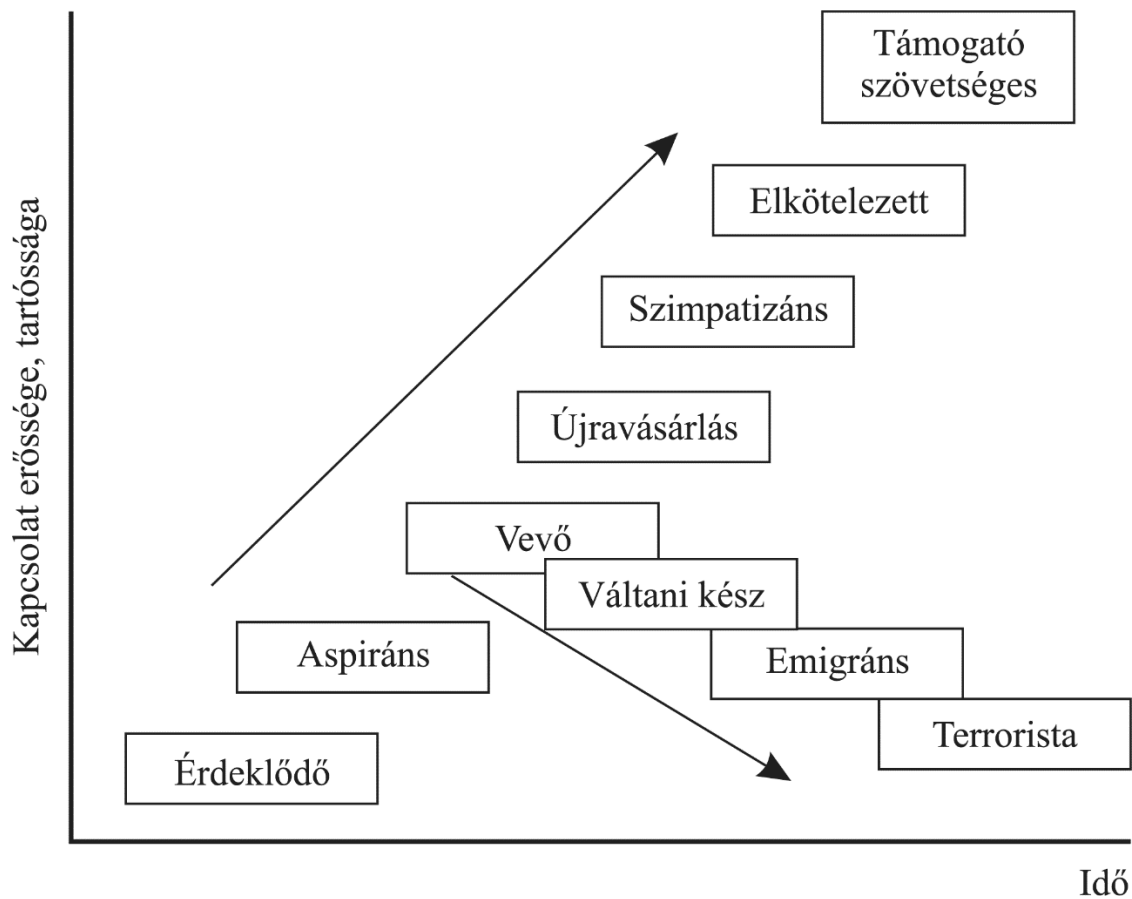 Támogató
szövetséges
Elkötelezett
Szimpatizáns
Újravásárlás
Vevő
Váltani kész
Aspiráns
Emigráns
Terrorista
Érdeklődő
Kapcsolat erőssége, tartóssága
Idő